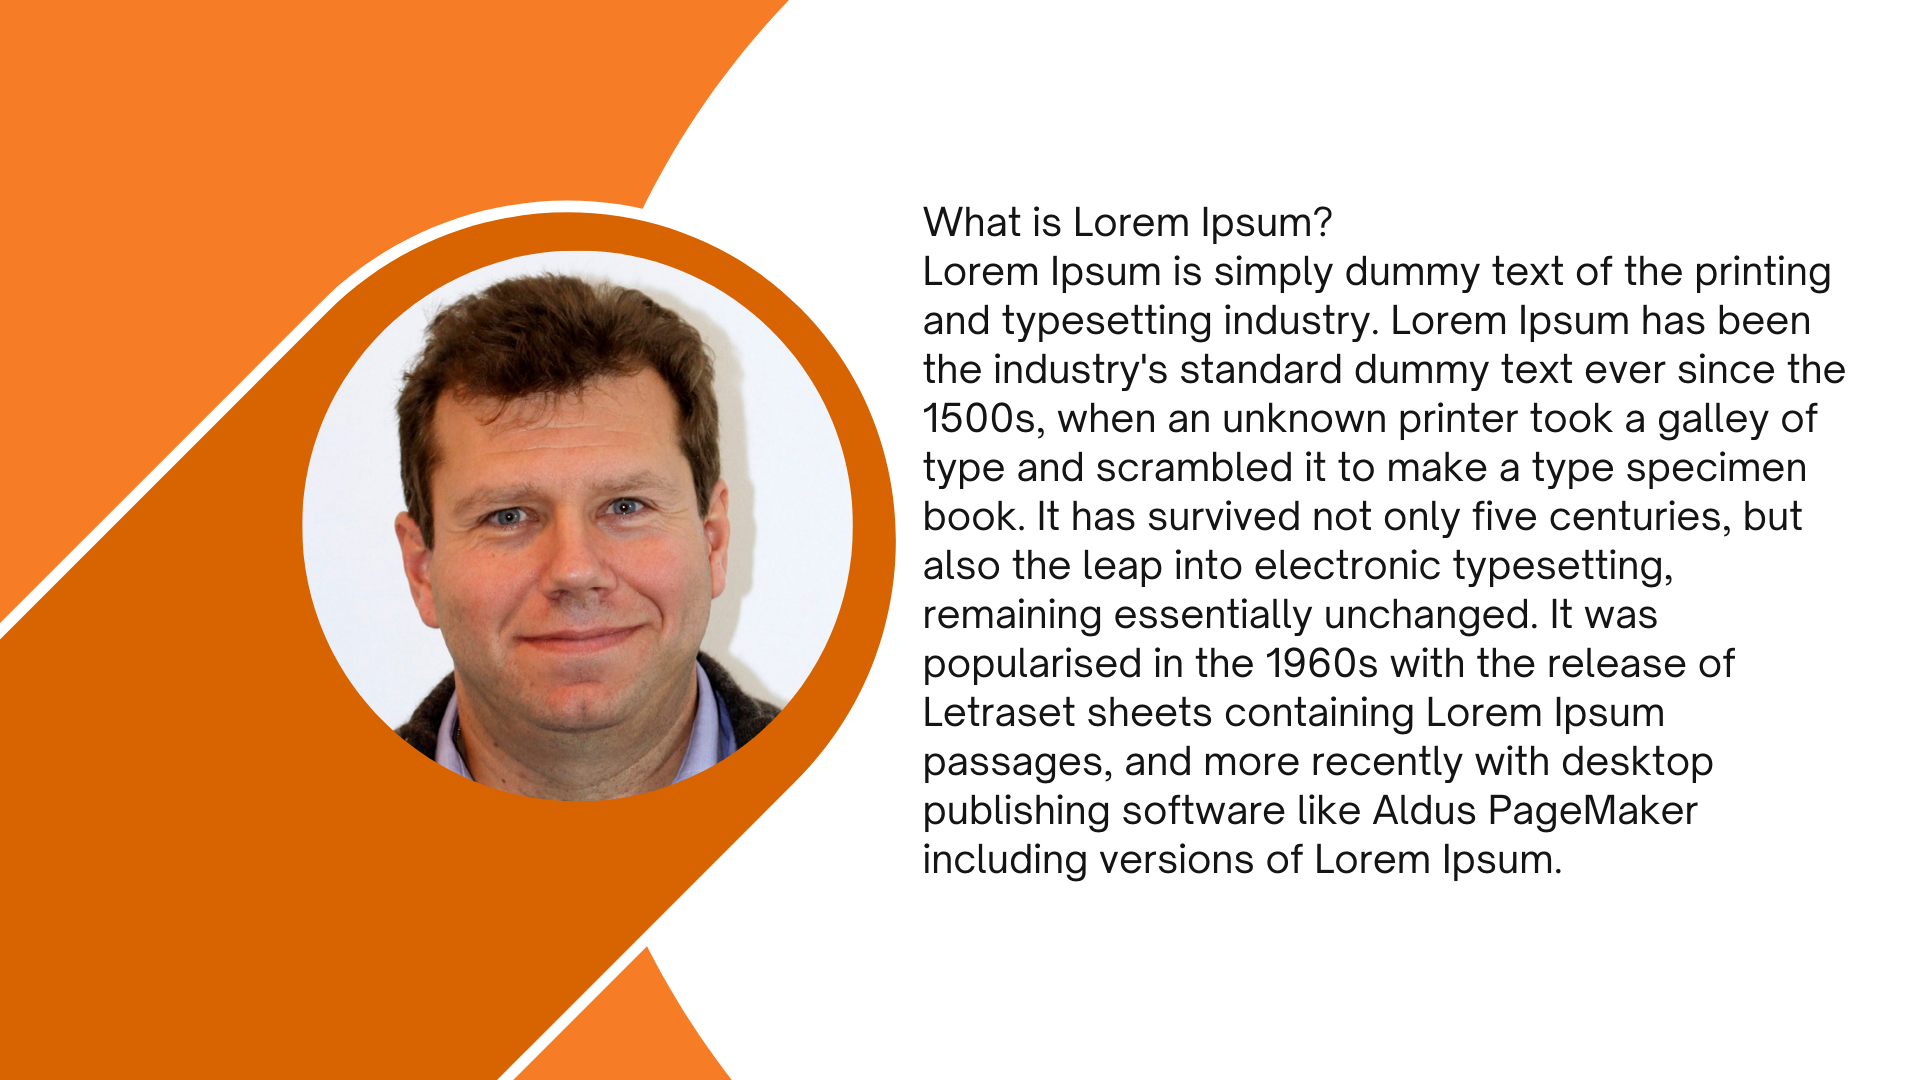 What is Lorem Ipsum?
Lorem Ipsum is simply dummy text of the printing
and typesetting industry. Lorem Ipsum has been
the industry's standard dummy text ever since the
1500s, when an unknown printer took a galley of
type and scrambled it to make a type specimen
book. It has survived not only five centuries, but
also the leap into electronic typesetting,
remaining essentially unchanged. It was
popularised in the 1960s with the release of
Letraset sheets containing Lorem Ipsum
passages, and more recently with desktop
publishing software like Aldus PageMaker
including versions of Lorem Ipsum.